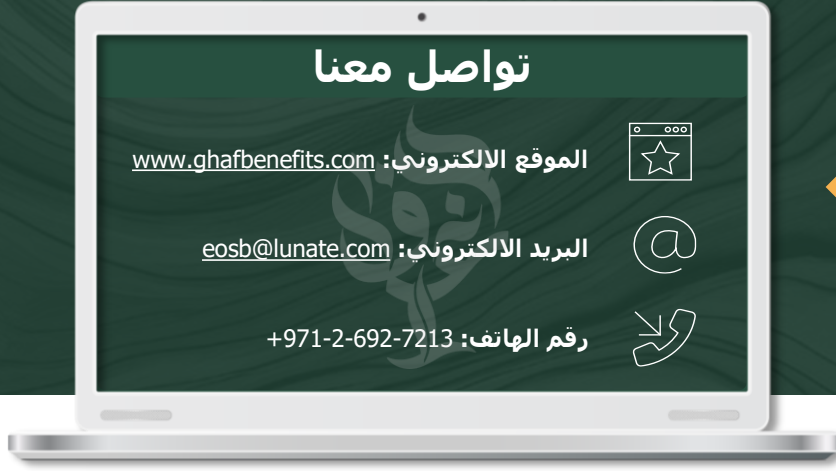 تواصل معنا
الموقع الالكتروني: www.ghafbenefits.com
البريد الالكتروني: eosb@lunate.com
رقم الهاتف: 7213-692-2-971+